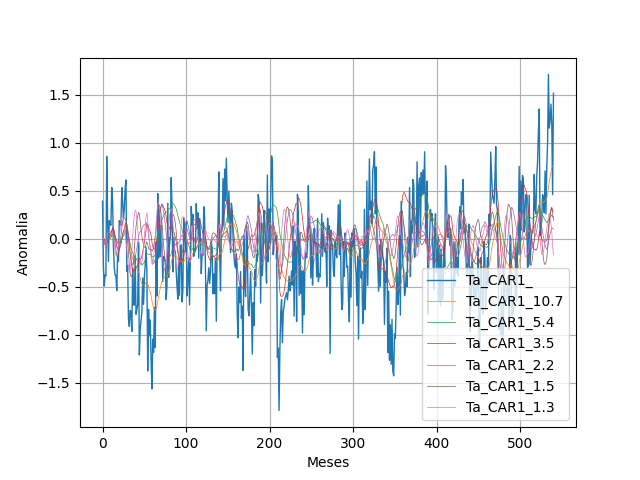 1.5
1.0
0.5
0.0
−0.5
−1.0
−1.5
Anomalia
0 100 200 300 400 500
Meses
Ta_CAR1_
Ta_CAR1_10.7
Ta_CAR1_5.4
Ta_CAR1_3.5
Ta_CAR1_2.2
Ta_CAR1_1.5
Ta_CAR1_1.3